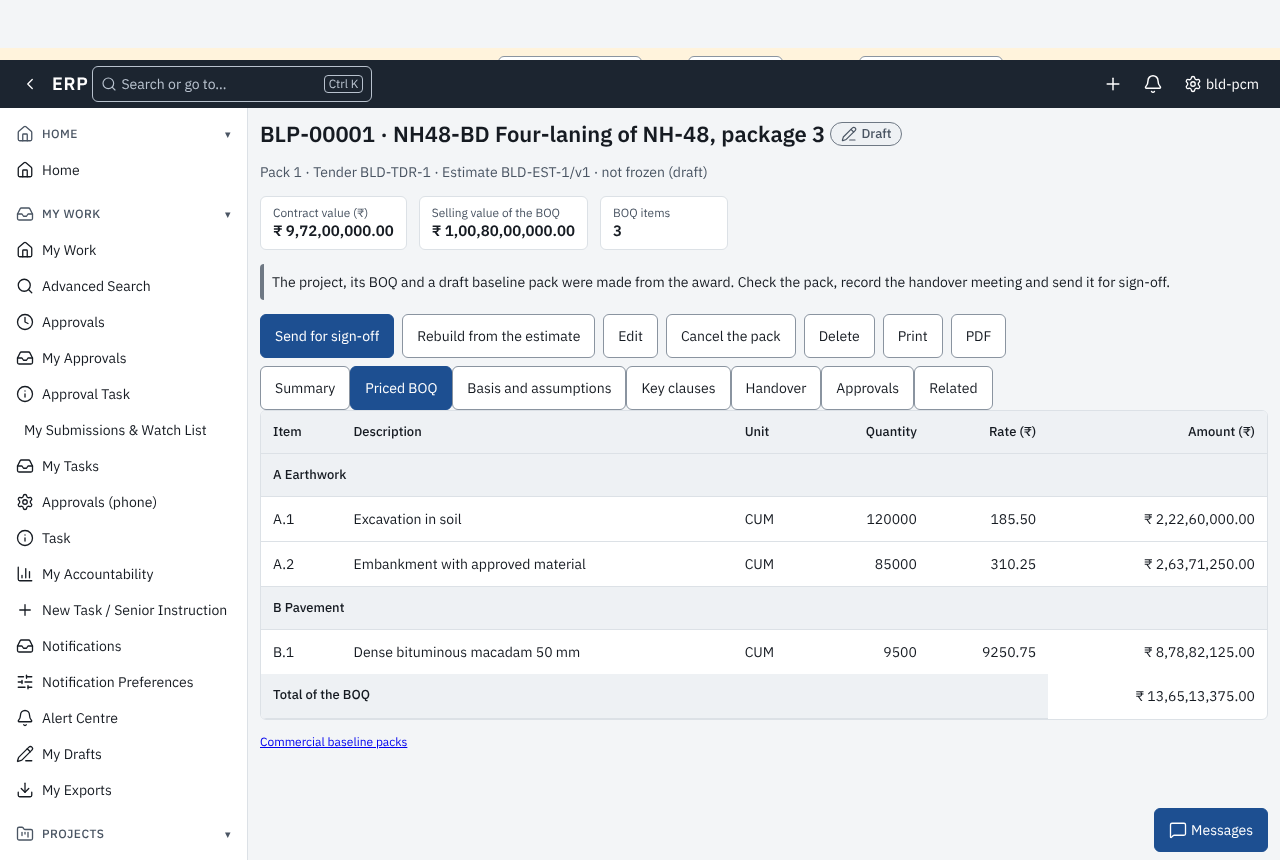 ERP
Search or go to...
Ctrl K
bld-pcm
HOME
Home
MY WORK
My Work
Advanced Search
Approvals
My Approvals
Approval Task
My Submissions & Watch List
My Tasks
Approvals (phone)
Task
My Accountability
New Task / Senior Instruction
Notifications
Notification Preferences
Alert Centre
My Drafts
My Exports
PROJECTS
BLP-00001 · NH48-BD Four-laning of NH-48, package 3 Draft
Pack 1 · Tender BLD-TDR-1 · Estimate BLD-EST-1/v1 · not frozen (draft)
Contract value (₹) Selling value of the BOQ BOQ items
₹ 9,72,00,000.00 ₹ 1,00,80,00,000.00 3
The project, its BOQ and a draft baseline pack were made from the award. Check the pack, record the handover meeting and send it for sign-off.
Send for sign-off Rebuild from the estimate Edit Cancel the pack Delete Print PDF
Summary Priced BOQ Basis and assumptions Key clauses Handover Approvals Related
Item Description Unit Quantity Rate (₹) Amount (₹)
A Earthwork
A.1 Excavation in soil CUM 120000 185.50 ₹ 2,22,60,000.00
A.2 Embankment with approved material CUM 85000 310.25 ₹ 2,63,71,250.00
B Pavement
B.1 Dense bituminous macadam 50 mm CUM 9500 9250.75 ₹ 8,78,82,125.00
Total of the BOQ ₹ 13,65,13,375.00
Commercial baseline packs
Messages